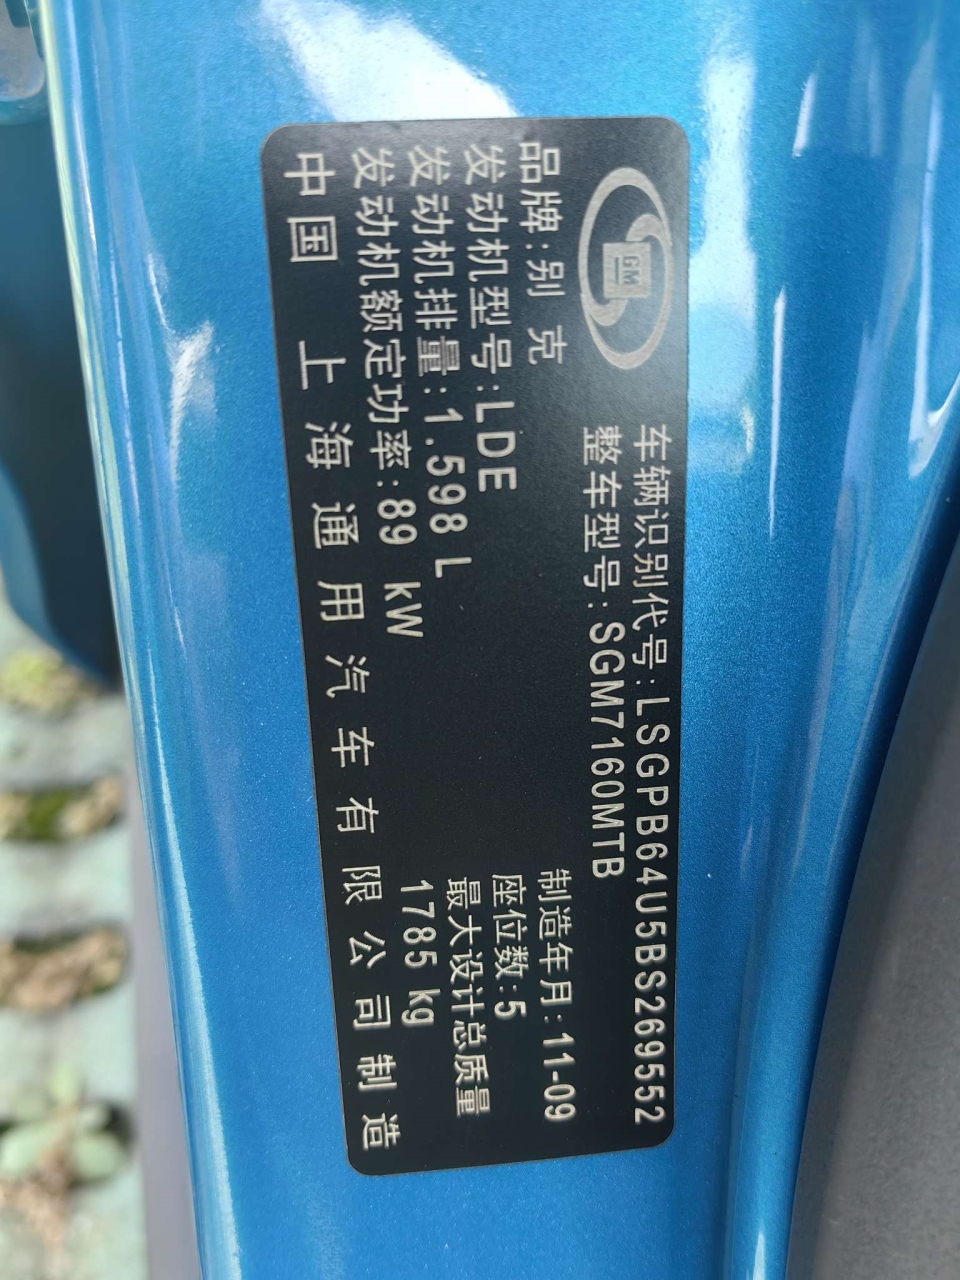 GM
车辆识别代号:LSGPB64U5BS269552
整车型号:SGM7160MTB
品牌:别 克
制造年月:11-09
发动机型号:LDE
座位数:5
发动机排量:1.598 L
最大设计总质量
发动机额定功率:89 kW
1785 kg
中国 上海通用汽车有限公司制造